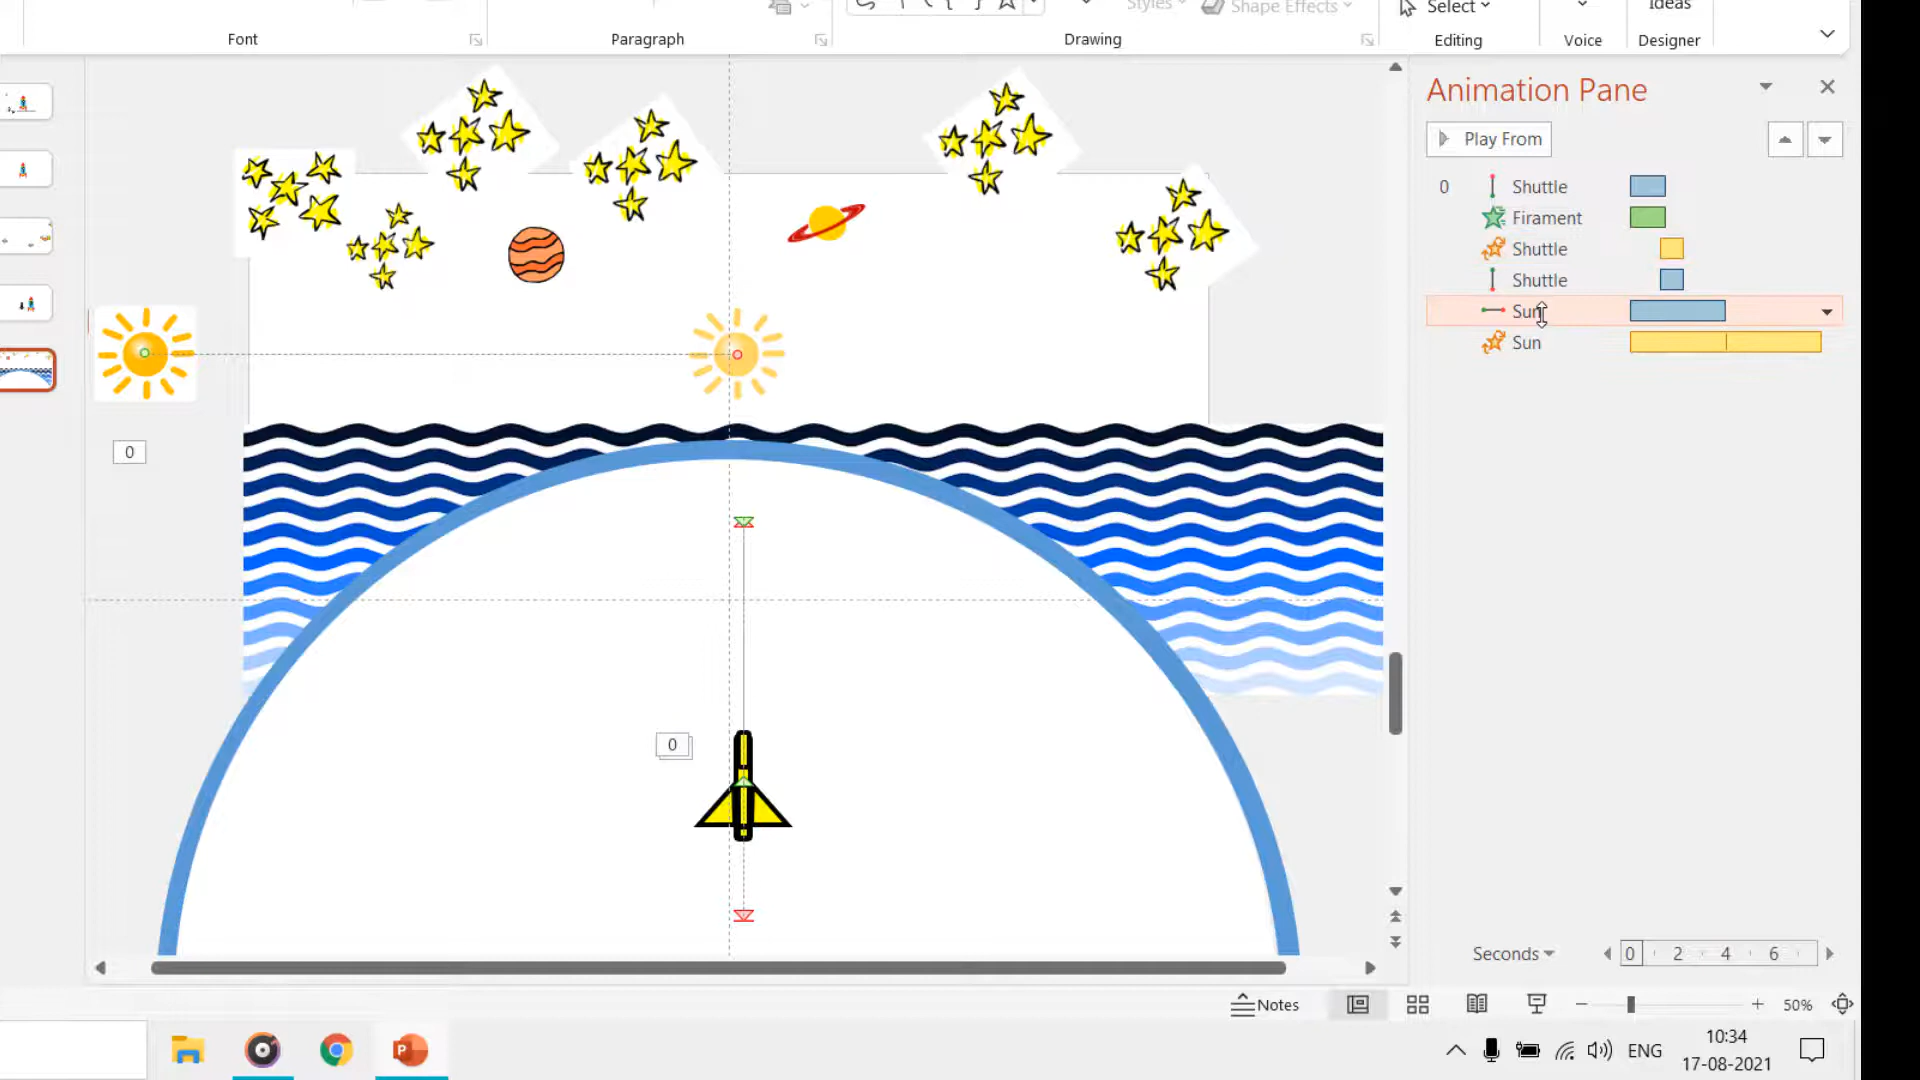 Styles
Shape Effects
Select
Ideas
Font
Paragraph
Drawing
Editing
Voice
Designer
Animation Pane
Play From
0 Shuttle
Firament
Shuttle
Shuttle
Sun
Sun
0
0
Seconds 0 2 4 6
Notes
50%
P
ENG
10:34
17-08-2021